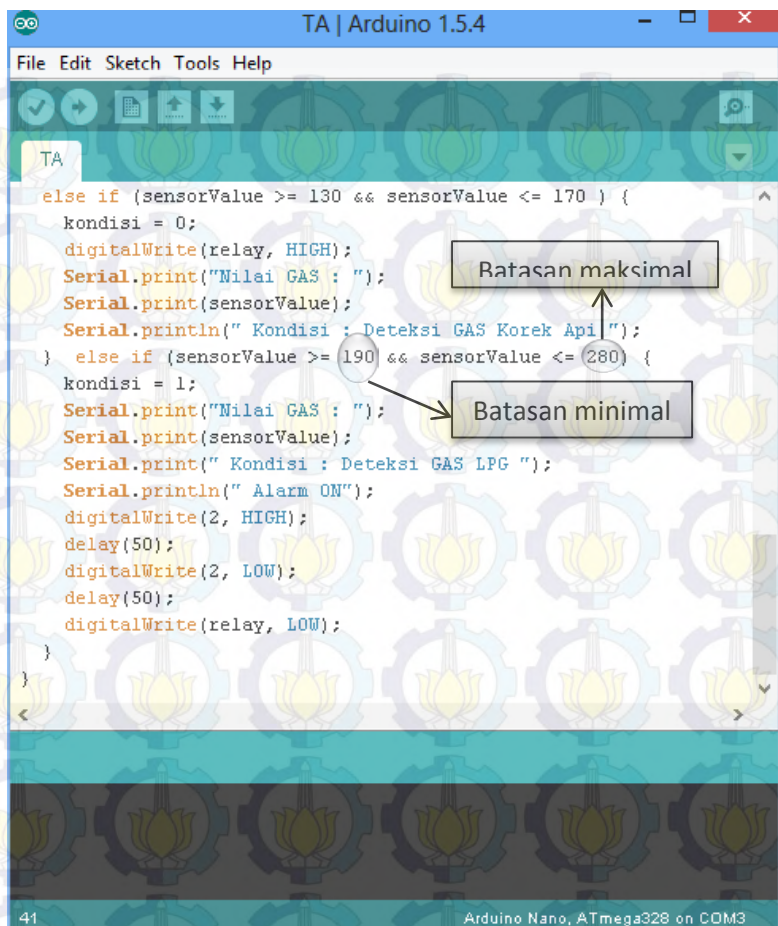 TA | Arduino 1.5.4
File Edit Sketch Tools Help
TA
else if (sensorValue >= 130 && sensorValue <= 170 ) {
kondisi = 0;
digitalWrite(relay, HIGH);
Serial.print("Nilai GAS : ");
Batasan maksimal
Serial.print(sensorValue);
Serial.println(" Kondisi : Deteksi GAS Korek Api ");
} else if (sensorValue >= 190 && sensorValue <= 280) {
kondisi = 1;
Serial.print("Nilai GAS : ");
Batasan minimal
Serial.print(sensorValue);
Serial.print(" Kondisi : Deteksi GAS LPG ");
Serial.println(" Alarm ON");
digitalWrite(2, HIGH);
delay(50);
digitalWrite(2, LOW);
delay(50);
digitalWrite(relay, LOW);
}
}
41
Arduino Nano, ATmega328 on COM3